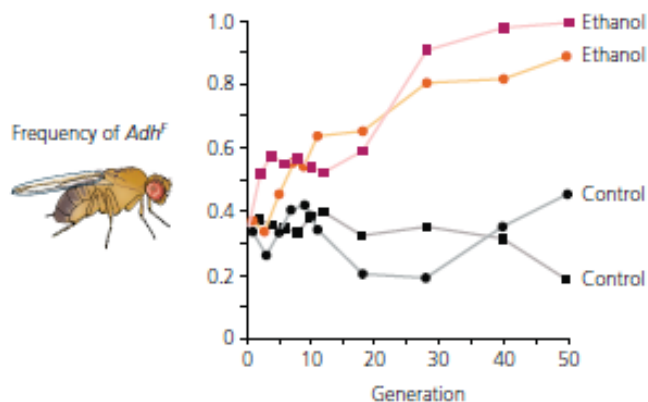 1.0
Ethanol
Ethanol
0.8
Frequency of Adhᶠ
0.6
0.4
Control
0.2
Control
0
0 10 20 30 40 50
Generation